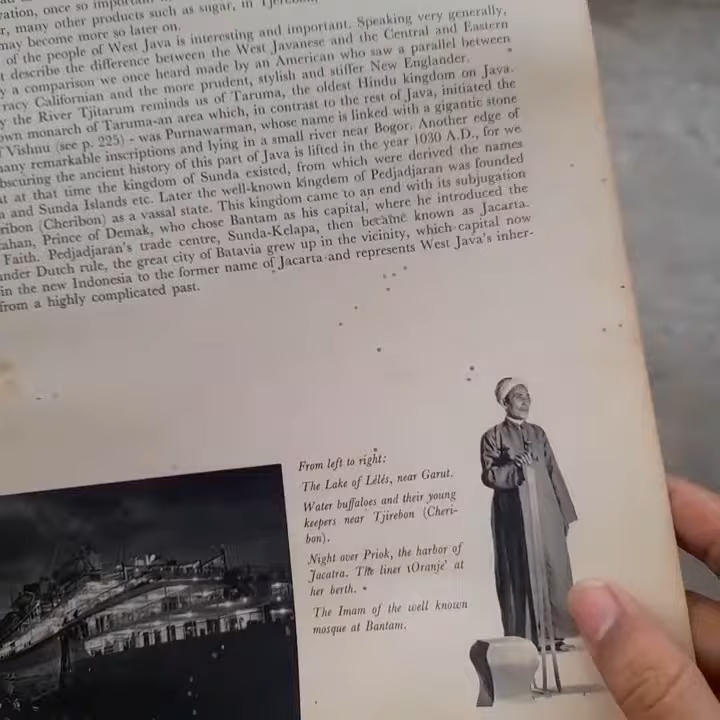 vation, once so important
r, many other products such as sugar, in Tjerebon,
may become more so later on.
of the people of West Java is interesting and important. Speaking very generally,
t describe the difference between the West Javanese and the Central and Eastern
y a comparison we once heard made by an American who saw a parallel between
racy Californian and the more prudent, stylish and stiffer New Englander.
y the River Tjitarum reminds us of Taruma, the oldest Hindu kingdom on Java.
own monarch of Taruma-an area which, in contrast to the rest of Java, initiated the
f Vishnu (see p. 225) - was Purnawarman, whose name is linked with a gigantic stone
many remarkable inscriptions and lying in a small river near Bogor. Another edge of
bscuring the ancient history of this part of Java is lifted in the year 1030 A.D., for we
at at that time the kingdom of Sunda existed, from which were derived the names
a and Sunda Islands etc. Later the well-known kingdom of Pedjadjaran was founded
ribon (Cheribon) as a vassal state. This kingdom came to an end with its subjugation
ahan, Prince of Demak, who chose Bantam as his capital, where he introduced the
Faith. Pedjadjaran's trade centre, Sunda-Kelapa, then became known as Jacarta.
nder Dutch rule, the great city of Batavia grew up in the vicinity, which capital now
in the new Indonesia to the former name of Jacarta and represents West Java's inher-
from a highly complicated past.
From left to right:
The Lake of Lélés, near Garut.
Water buffaloes and their young
keepers near Tjirebon (Cheri-
bon).
Night over Priok, the harbor of
Jacatra. The liner 'Oranje' at
her berth.
The Imam of the well known
mosque at Bantam.